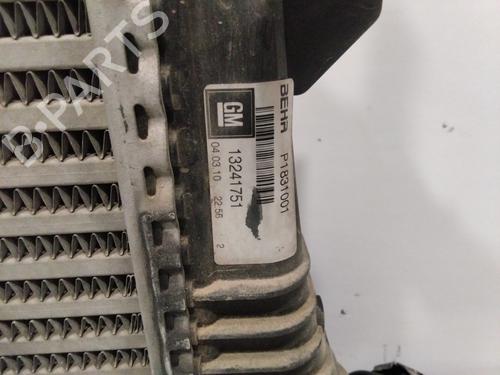 BEHR P1831001
GM 13241751
04.03.10 22:56 2
B-PARTS